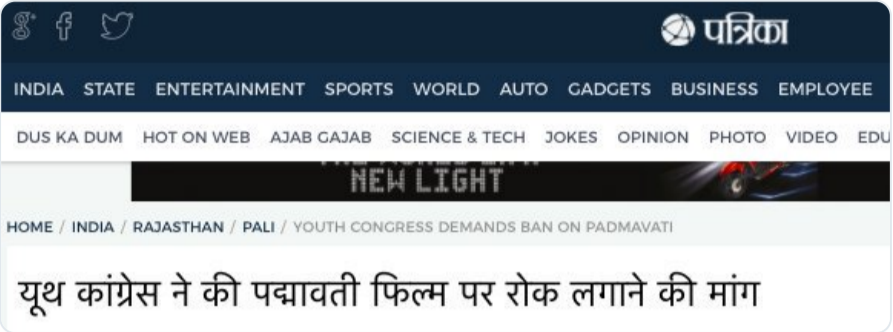 g+ f
पत्रिका
INDIA STATE ENTERTAINMENT SPORTS WORLD AUTO GADGETS BUSINESS EMPLOYEE
DUS KA DUM HOT ON WEB AJAB GAJAB SCIENCE & TECH JOKES OPINION PHOTO VIDEO EDU
NEW LIGHT
HOME / INDIA / RAJASTHAN / PALI / YOUTH CONGRESS DEMANDS BAN ON PADMAVATI
यूथ कांग्रेस ने की पद्मावती फिल्म पर रोक लगाने की मांग